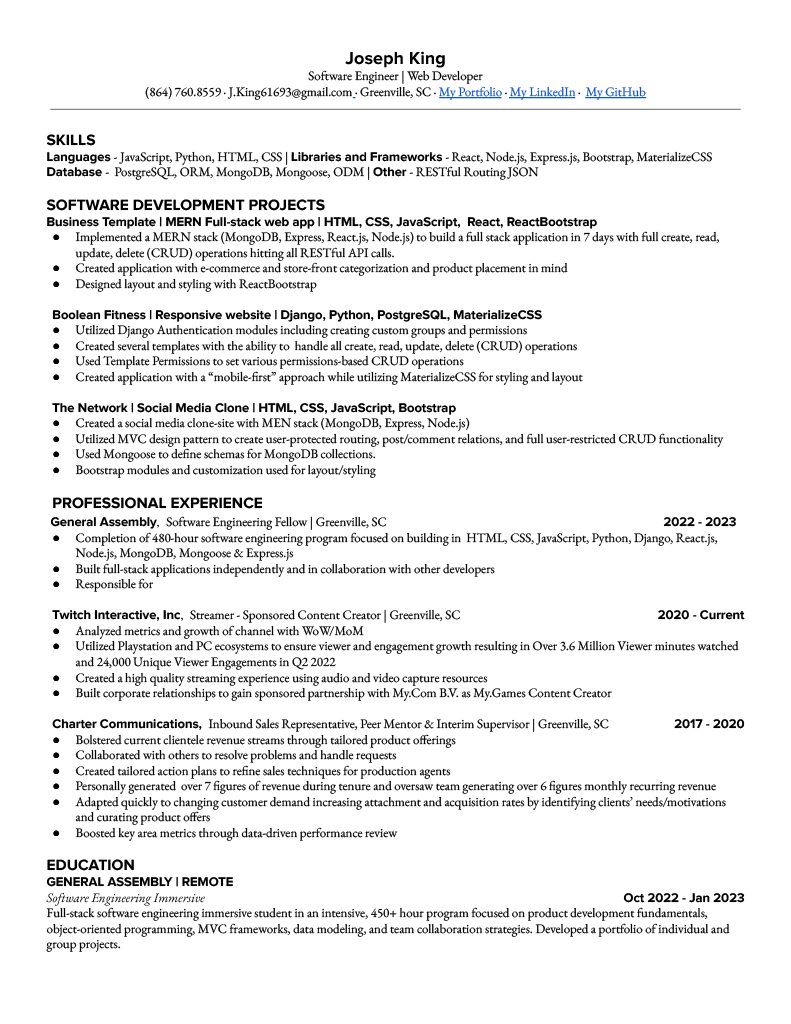 Joseph King
Software Engineer | Web Developer
(864) 760.8559 · J.King61693@gmail.com · Greenville, SC · My Portfolio · My LinkedIn · My GitHub
SKILLS
Languages - JavaScript, Python, HTML, CSS | Libraries and Frameworks - React, Node.js, Express.js, Bootstrap, MaterializeCSS
Database - PostgreSQL, ORM, MongoDB, Mongoose, ODM | Other - RESTful Routing JSON
SOFTWARE DEVELOPMENT PROJECTS
Business Template | MERN Full-stack web app | HTML, CSS, JavaScript, React, ReactBootstrap
● Implemented a MERN stack (MongoDB, Express, React.js, Node.js) to build a full stack application in 7 days with full create, read,
update, delete (CRUD) operations hitting all RESTful API calls.
● Created application with e-commerce and store-front categorization and product placement in mind
● Designed layout and styling with ReactBootstrap
Boolean Fitness | Responsive website | Django, Python, PostgreSQL, MaterializeCSS
● Utilized Django Authentication modules including creating custom groups and permissions
● Created several templates with the ability to handle all create, read, update, delete (CRUD) operations
● Used Template Permissions to set various permissions-based CRUD operations
● Created application with a “mobile-first” approach while utilizing MaterializeCSS for styling and layout
The Network | Social Media Clone | HTML, CSS, JavaScript, Bootstrap
● Created a social media clone-site with MEN stack (MongoDB, Express, Node.js)
● Utilized MVC design pattern to create user-protected routing, post/comment relations, and full user-restricted CRUD functionality
● Used Mongoose to define schemas for MongoDB collections.
● Bootstrap modules and customization used for layout/styling
PROFESSIONAL EXPERIENCE
General Assembly, Software Engineering Fellow | Greenville, SC 2022 - 2023
● Completion of 480-hour software engineering program focused on building in HTML, CSS, JavaScript, Python, Django, React.js,
Node.js, MongoDB, Mongoose & Express.js
● Built full-stack applications independently and in collaboration with other developers
● Responsible for
Twitch Interactive, Inc, Streamer - Sponsored Content Creator | Greenville, SC 2020 - Current
● Analyzed metrics and growth of channel with WoW/MoM
● Utilized Playstation and PC ecosystems to ensure viewer and engagement growth resulting in Over 3.6 Million Viewer minutes watched
and 24,000 Unique Viewer Engagements in Q2 2022
● Created a high quality streaming experience using audio and video capture resources
● Built corporate relationships to gain sponsored partnership with My.Com B.V. as My.Games Content Creator
Charter Communications, Inbound Sales Representative, Peer Mentor & Interim Supervisor | Greenville, SC 2017 - 2020
● Bolstered current clientele revenue streams through tailored product offerings
● Collaborated with others to resolve problems and handle requests
● Created tailored action plans to refine sales techniques for production agents
● Personally generated over 7 figures of revenue during tenure and oversaw team generating over 6 figures monthly recurring revenue
● Adapted quickly to changing customer demand increasing attachment and acquisition rates by identifying clients’ needs/motivations
and curating product offers
● Boosted key area metrics through data-driven performance review
EDUCATION
GENERAL ASSEMBLY | REMOTE
Software Engineering Immersive Oct 2022 - Jan 2023
Full-stack software engineering immersive student in an intensive, 450+ hour program focused on product development fundamentals,
object-oriented programming, MVC frameworks, data modeling, and team collaboration strategies. Developed a portfolio of individual and
group projects.